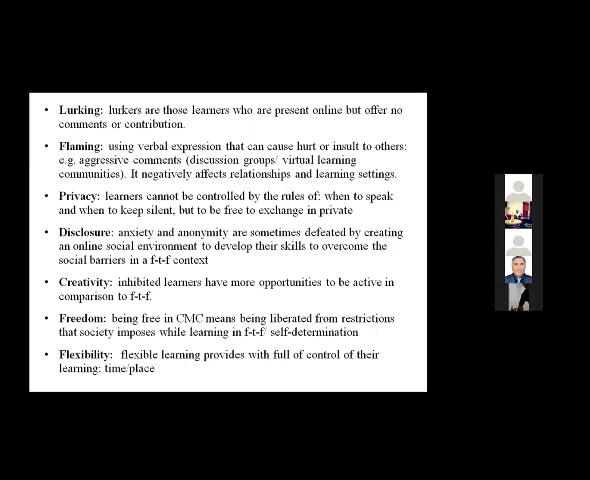 • Lurking: lurkers are those learners who are present online but offer no
comments or contribution.
• Flaming: using verbal expression that can cause hurt or insult to others:
e.g. aggressive comments (discussion groups/ virtual learning
communities). It negatively affects relationships and learning settings.
• Privacy: learners cannot be controlled by the rules of: when to speak
and when to keep silent, but to be free to exchange in private
• Disclosure: anxiety and anonymity are sometimes defeated by creating
an online social environment to develop their skills to overcome the
social barriers in a f-t-f context
• Creativity: inhibited learners have more opportunities to be active in
comparison to f-t-f.
• Freedom: being free in CMC means being liberated from restrictions
that society imposes while learning in f-t-f/ self-determination
• Flexibility: flexible learning provides with full of control of their
learning: time/place